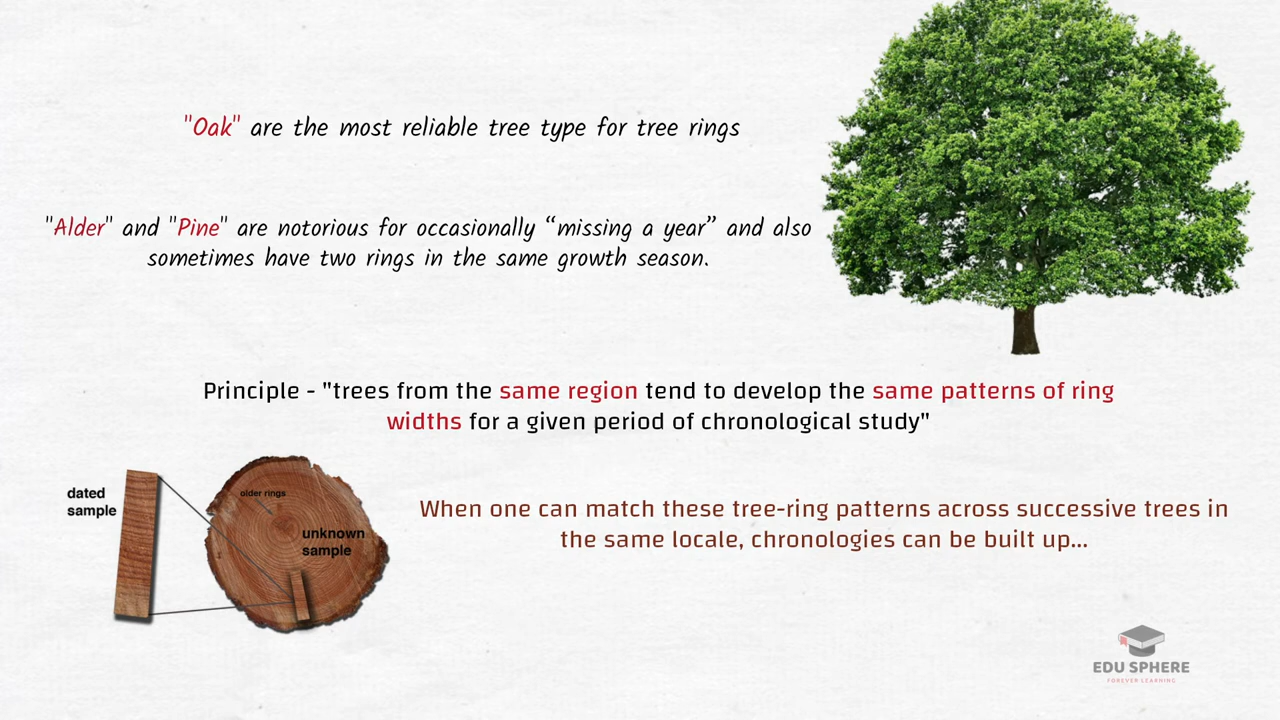 "Oak" are the most reliable tree type for tree rings
"Alder" and "Pine" are notorious for occasionally “missing a year” and also
sometimes have two rings in the same growth season.
Principle - "trees from the same region tend to develop the same patterns of ring
widths for a given period of chronological study"
dated
sample
older rings
unknown
sample
When one can match these tree-ring patterns across successive trees in
the same locale, chronologies can be built up...
EDU SPHERE
FOREVER LEARNING